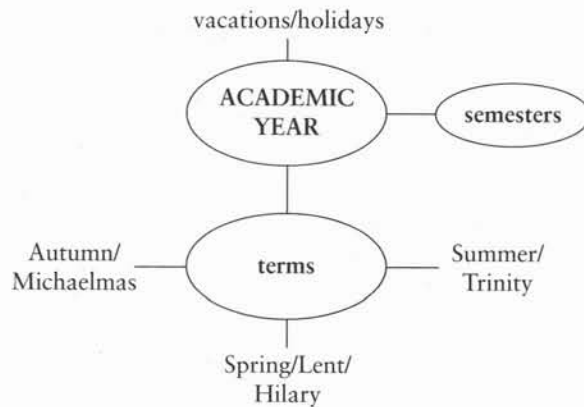 vacations/holidays
ACADEMIC
YEAR
semesters
Autumn/
Michaelmas
terms
Summer/
Trinity
Spring/Lent/
Hilary